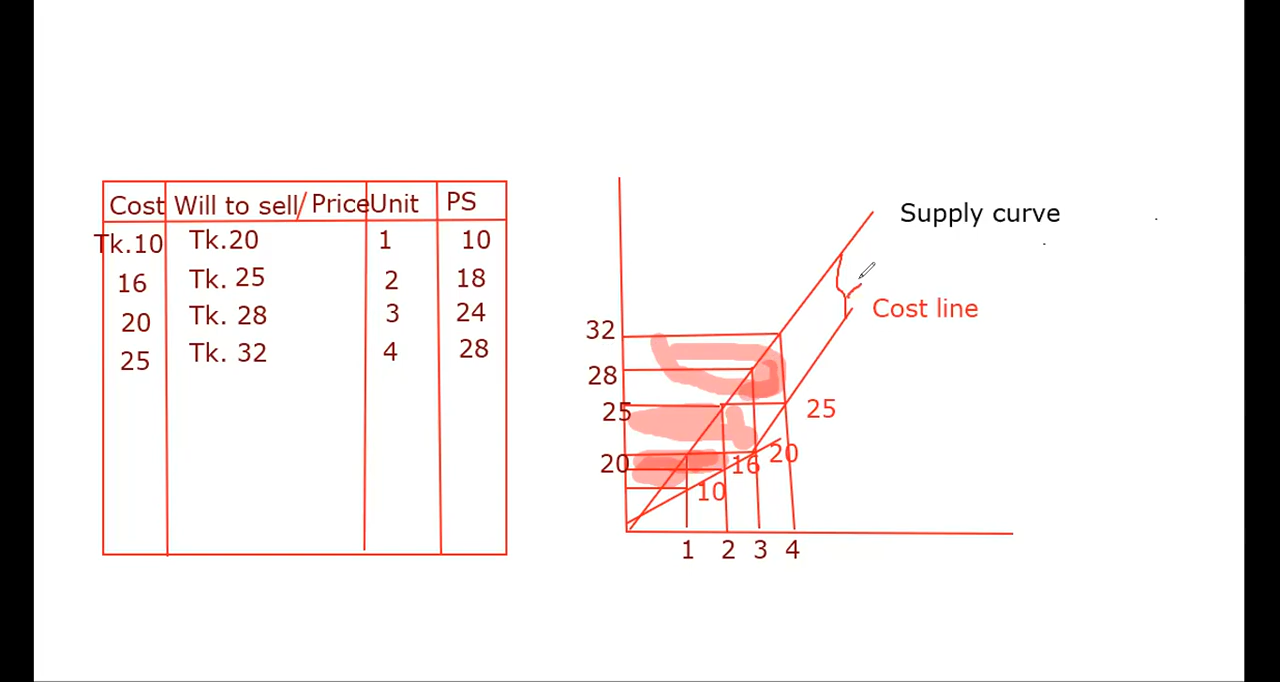 Cost Will to sell/ Price Unit PS
Tk.10 Tk.20 1 10
16 Tk. 25 2 18
20 Tk. 28 3 24
25 Tk. 32 4 28
Supply curve
Cost line
32
28
25 25
20 16 20
10
1 2 3 4